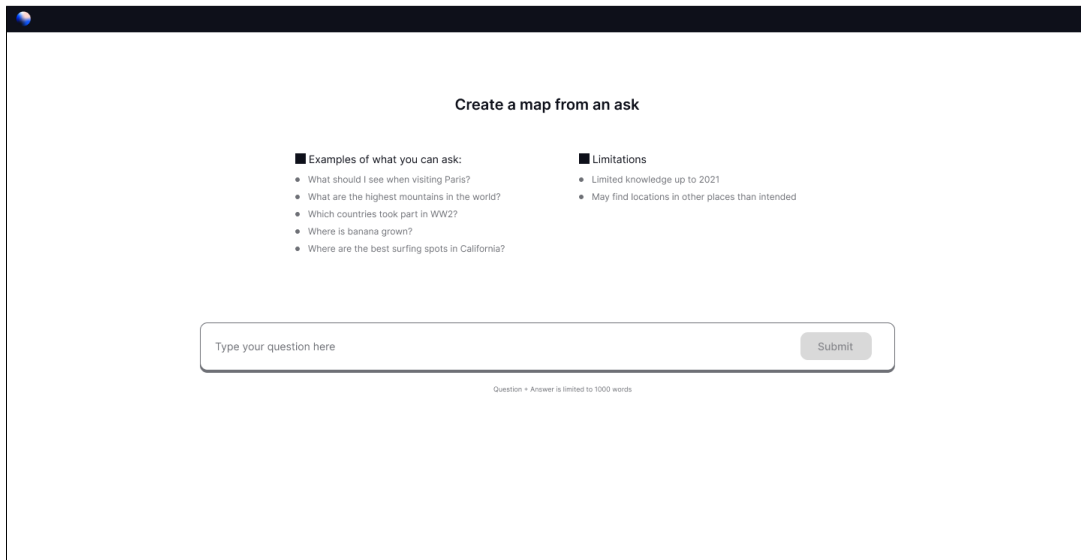 Create a map from an ask
Examples of what you can ask:
What should I see when visiting Paris?
What are the highest mountains in the world?
Which countries took part in WW2?
Where is banana grown?
Where are the best surfing spots in California?
Limitations
Limited knowledge up to 2021
May find locations in other places than intended
Type your question here
Submit
Question + Answer is limited to 1000 words